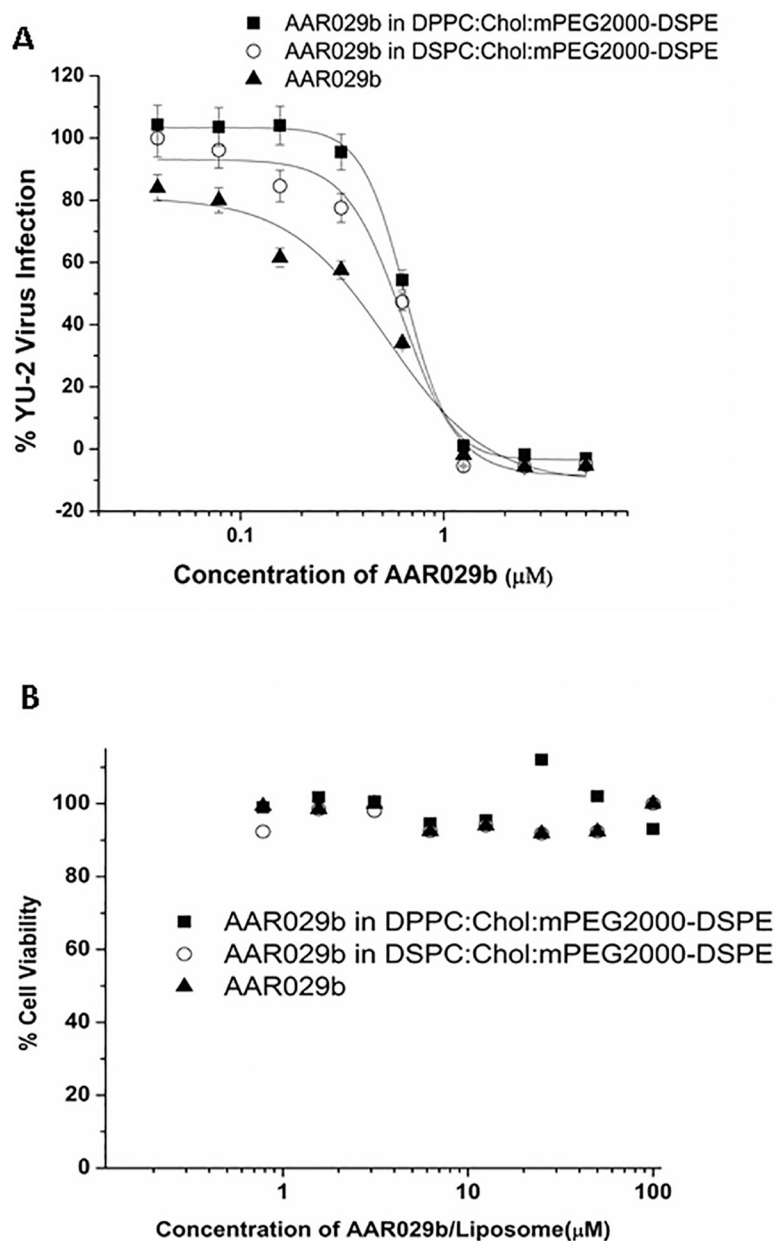 A
AAR029b in DPPC:Chol:mPEG2000-DSPE
AAR029b in DSPC:Chol:mPEG2000-DSPE
AAR029b
120
100
80
60
40
20
0
-20
% YU-2 Virus Infection
0.1
1
Concentration of AAR029b (μM)
B
100
80
60
40
20
0
% Cell Viability
AAR029b in DPPC:Chol:mPEG2000-DSPE
AAR029b in DSPC:Chol:mPEG2000-DSPE
AAR029b
1
10
100
Concentration of AAR029b/Liposome(μM)